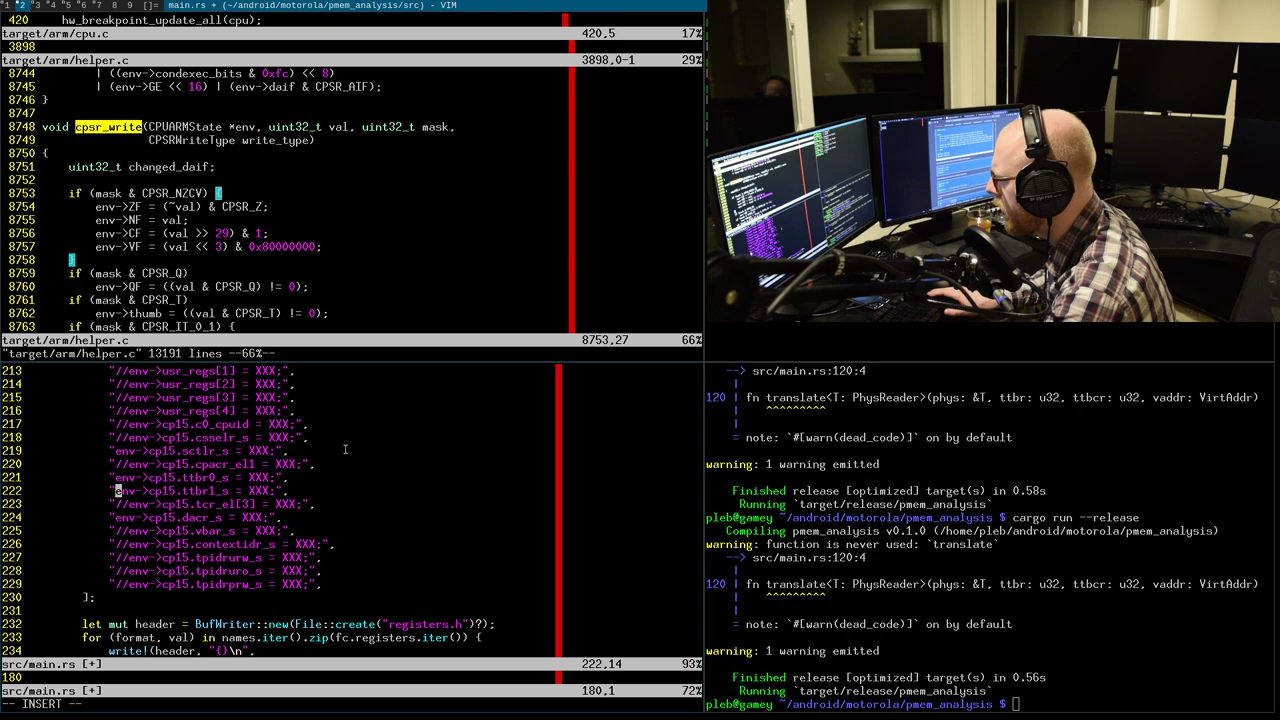 1 2 3 4 5 6 7 8 9 []= main.rs + (~/android/motorola/pmem_analysis/src) - VIM
420 hw_breakpoint_update_all(cpu);
target/arm/cpu.c 420,5 17%
3898
target/arm/helper.c 3898,0-1 29%
8744 | ((env->condexec_bits & 0xfc) << 8)
8745 | (env->GE << 16) | (env->daif & CPSR_AIF);
8746 }
8747
8748 void cpsr_write(CPUARMState *env, uint32_t val, uint32_t mask,
8749 CPSRWriteType write_type)
8750 {
8751 uint32_t changed_daif;
8752
8753 if (mask & CPSR_NZCV) {
8754 env->ZF = (~val) & CPSR_Z;
8755 env->NF = val;
8756 env->CF = (val >> 29) & 1;
8757 env->VF = (val << 3) & 0x80000000;
8758 }
8759 if (mask & CPSR_Q)
8760 env->QF = ((val & CPSR_Q) != 0);
8761 if (mask & CPSR_T)
8762 env->thumb = ((val & CPSR_T) != 0);
8763 if (mask & CPSR_IT_0_1) {
target/arm/helper.c 8753,27 66%
"target/arm/helper.c" 13191 lines --66%--
213 "//env->usr_regs[1] = XXX;",
214 "//env->usr_regs[2] = XXX;",
215 "//env->usr_regs[3] = XXX;",
216 "//env->usr_regs[4] = XXX;",
217 "//env->cp15.c0_cpuid = XXX;",
218 "//env->cp15.csselr_s = XXX;",
219 "env->cp15.sctlr_s = XXX;",
220 "//env->cp15.cpacr_el1 = XXX;",
221 "env->cp15.ttbr0_s = XXX;",
222 "env->cp15.ttbr1_s = XXX;",
223 "//env->cp15.tcr_el[3] = XXX;",
224 "env->cp15.dacr_s = XXX;",
225 "//env->cp15.vbar_s = XXX;",
226 "//env->cp15.contextidr_s = XXX;",
227 "//env->cp15.tpidrurw_s = XXX;",
228 "//env->cp15.tpidruro_s = XXX;",
229 "//env->cp15.tpidrprw_s = XXX;",
230 ];
231
232 let mut header = BufWriter::new(File::create("registers.h")?);
233 for (format, val) in names.iter().zip(fc.registers.iter()) {
234 write!(header, "{}\n",
src/main.rs [+] 222,14 93%
180
src/main.rs [+] 180,1 72%
-- INSERT --
--> src/main.rs:120:4
|
120 | fn translate<T: PhysReader>(phys: &T, ttbr: u32, ttbcr: u32, vaddr: VirtAddr)
| ^^^^^^^^^
|
= note: `#[warn(dead_code)]` on by default
warning: 1 warning emitted
Finished release [optimized] target(s) in 0.58s
Running `target/release/pmem_analysis`
pleb@gamey ~/android/motorola/pmem_analysis $ cargo run --release
Compiling pmem_analysis v0.1.0 (/home/pleb/android/motorola/pmem_analysis)
warning: function is never used: `translate`
--> src/main.rs:120:4
|
120 | fn translate<T: PhysReader>(phys: &T, ttbr: u32, ttbcr: u32, vaddr: VirtAddr)
| ^^^^^^^^^
|
= note: `#[warn(dead_code)]` on by default
warning: 1 warning emitted
Finished release [optimized] target(s) in 0.56s
Running `target/release/pmem_analysis`
pleb@gamey ~/android/motorola/pmem_analysis $